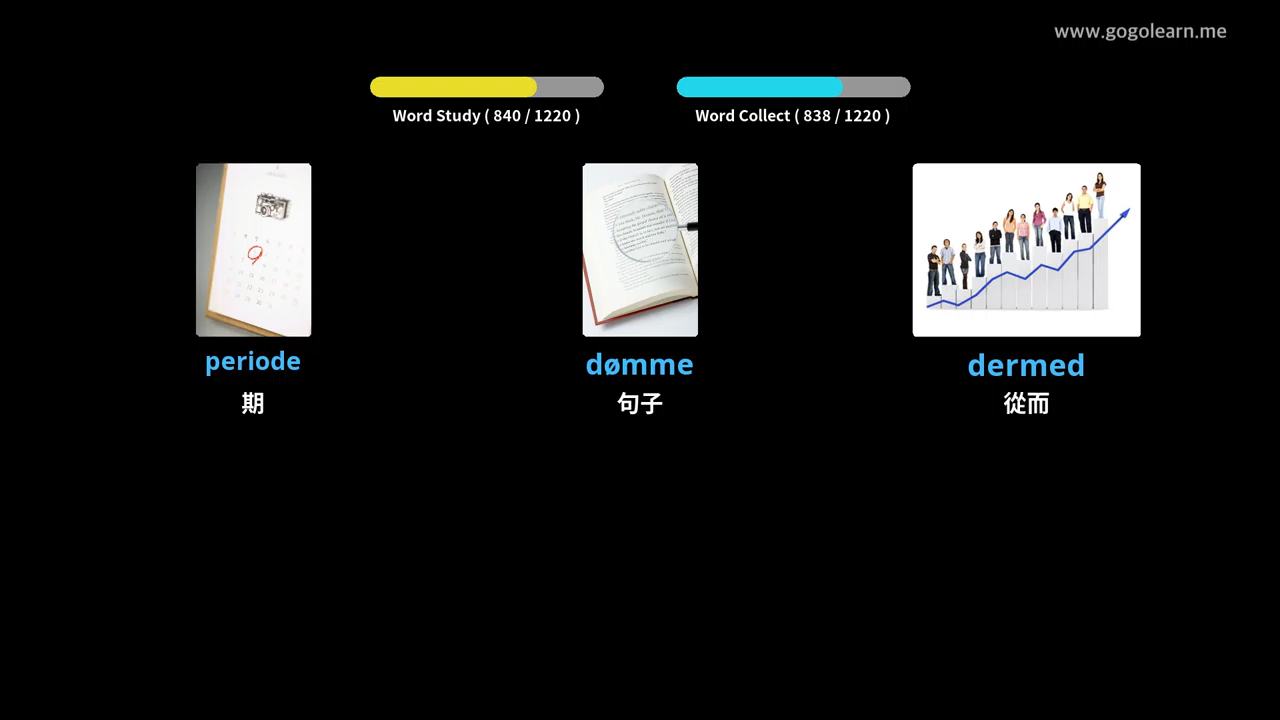 www.gogolearn.me
Word Study ( 840 / 1220 )
Word Collect ( 838 / 1220 )
periode
dømme
dermed
期
句子
從而